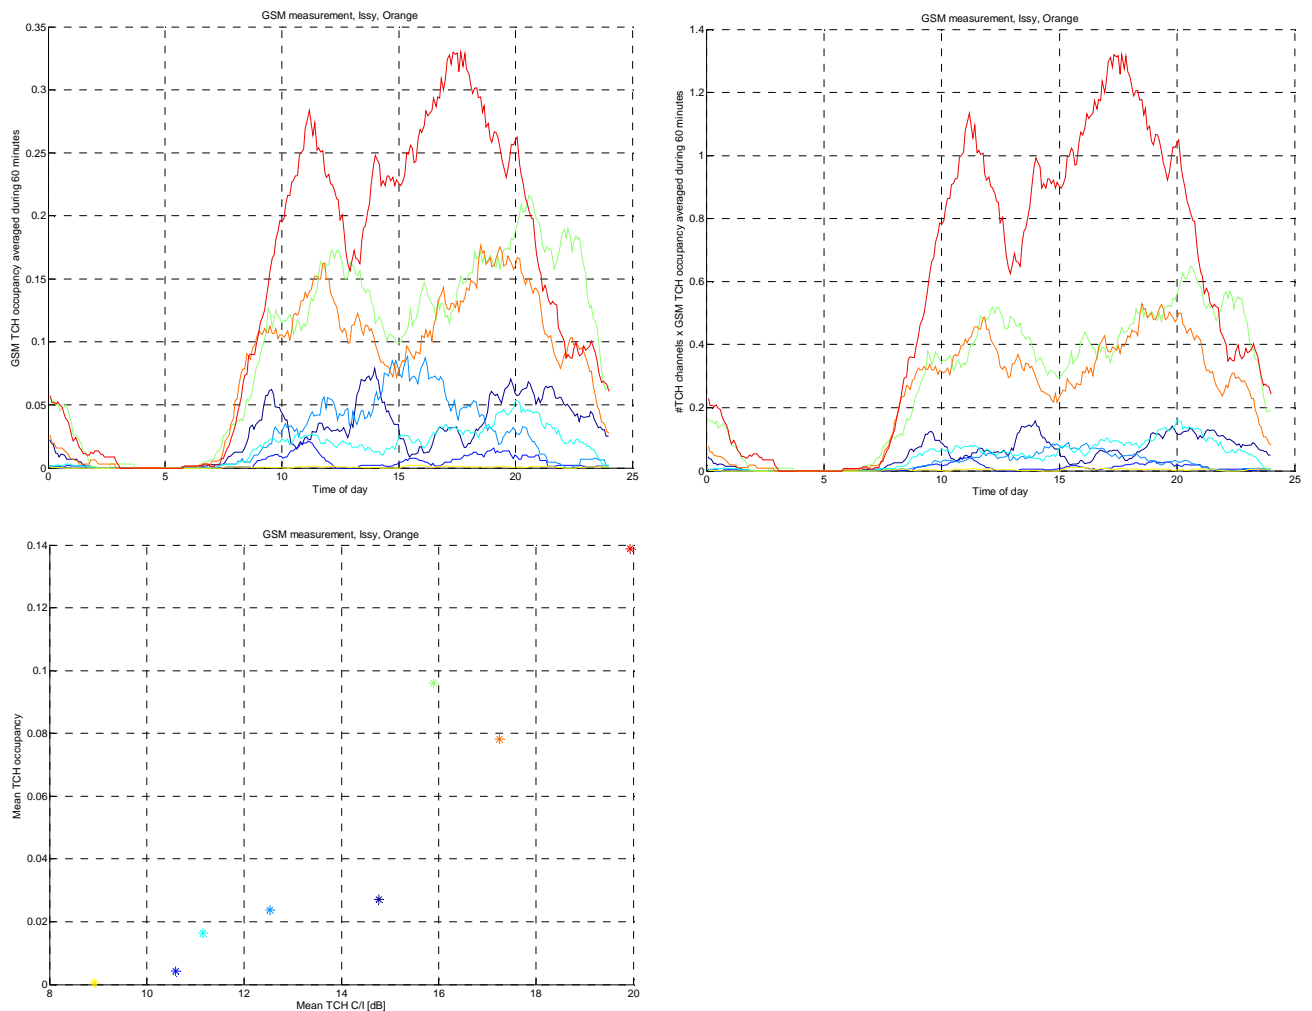 GSM measurement, Issy, Orange
GSM TCH occupancy averaged during 60 minutes
0.35
0.3
0.25
0.2
0.15
0.1
0.05
0
0 5 10 15 20 25
Time of day
GSM measurement, Issy, Orange
#TCH channels x GSM TCH occupancy averaged during 60 minutes
1.4
1.2
1
0.8
0.6
0.4
0.2
0
0 5 10 15 20 25
Time of day
GSM measurement, Issy, Orange
Mean TCH occupancy
0.14
0.12
0.1
0.08
0.06
0.04
0.02
0
8 10 12 14 16 18 20
Mean TCH C/I [dB]